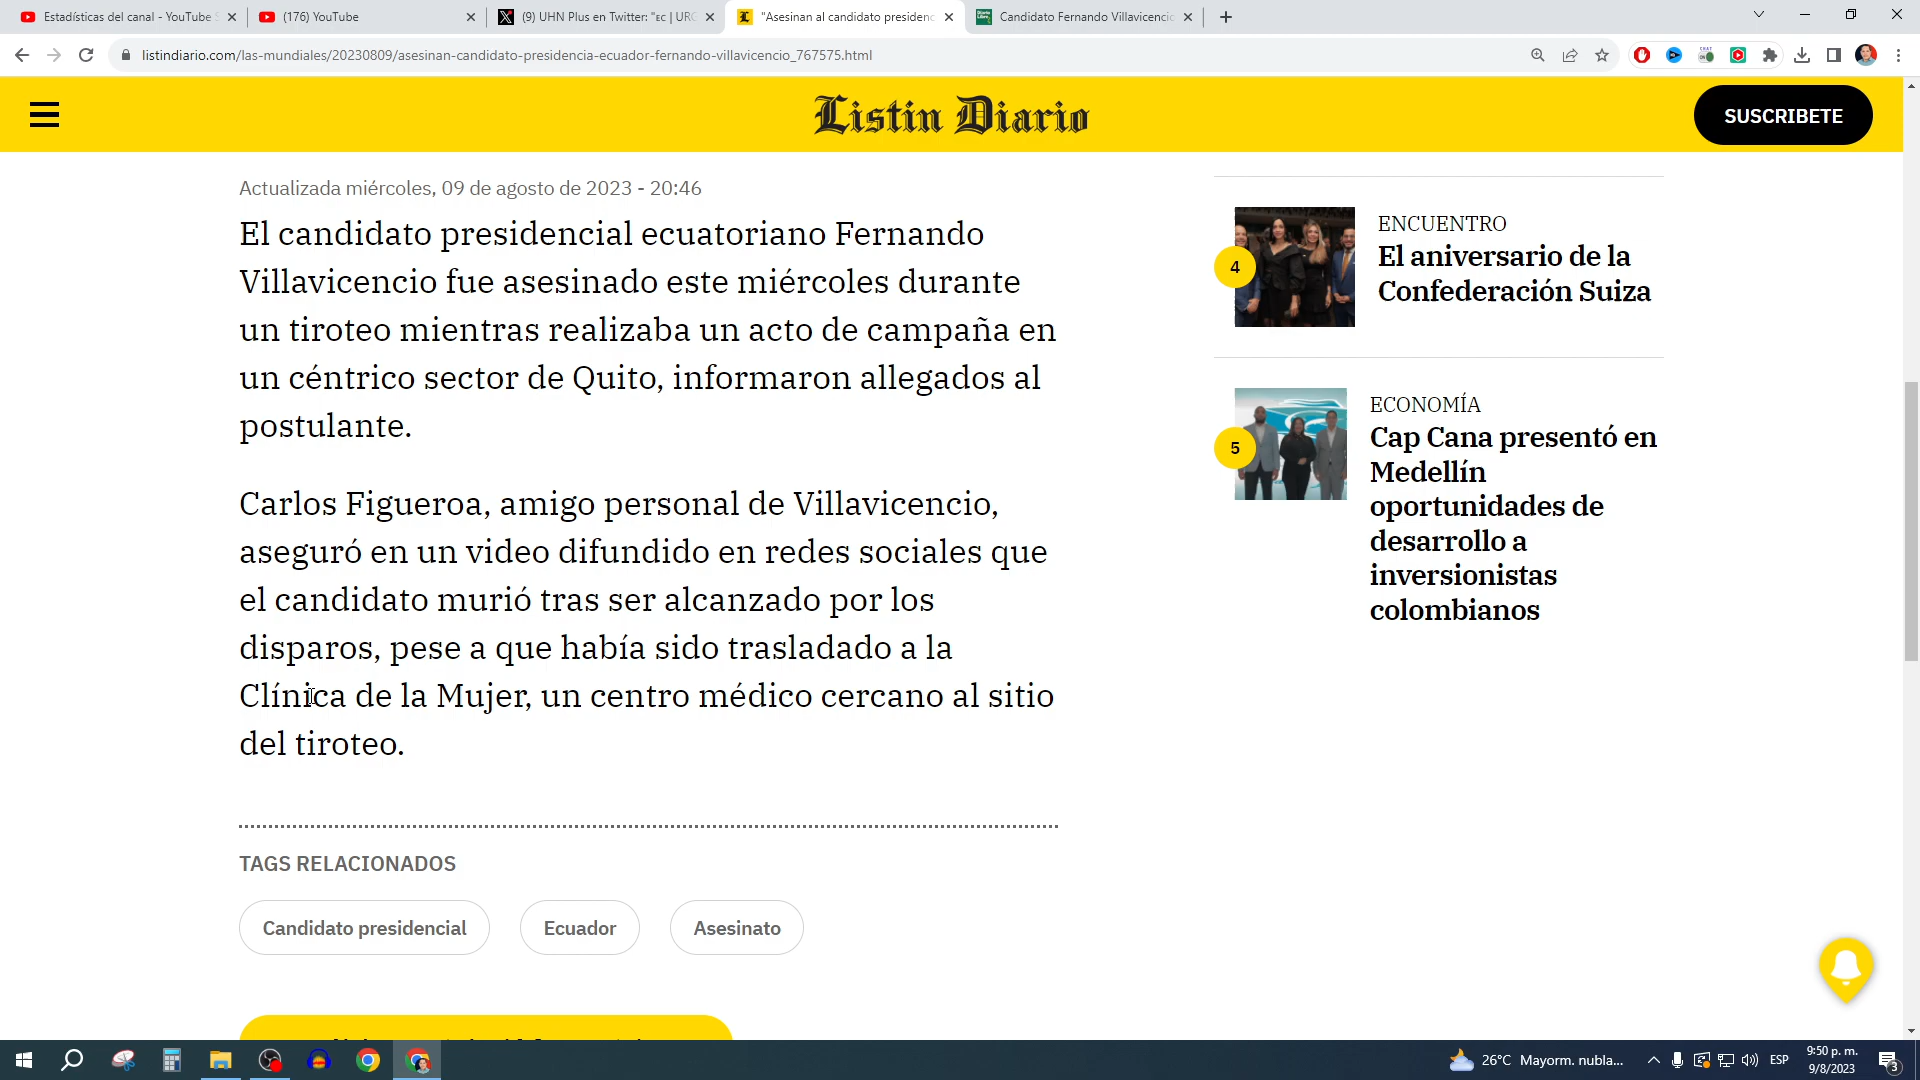 Estadísticas del canal - YouTube S
(176) YouTube
(9) UHN Plus en Twitter: "🇪🇨 | URG
"Asesinan al candidato presidenc
Candidato Fernando Villavicencio
listindiario.com/las-mundiales/20230809/asesinan-candidato-presidencia-ecuador-fernando-villavicencio_767575.html
Listin Diario
SUSCRIBETE
Actualizada miércoles, 09 de agosto de 2023 - 20:46
El candidato presidencial ecuatoriano Fernando
Villavicencio fue asesinado este miércoles durante
un tiroteo mientras realizaba un acto de campaña en
un céntrico sector de Quito, informaron allegados al
postulante.
Carlos Figueroa, amigo personal de Villavicencio,
aseguró en un video difundido en redes sociales que
el candidato murió tras ser alcanzado por los
disparos, pese a que había sido trasladado a la
Clínica de la Mujer, un centro médico cercano al sitio
del tiroteo.
TAGS RELACIONADOS
Candidato presidencial
Ecuador
Asesinato
4
ENCUENTRO
El aniversario de la
Confederación Suiza
5
ECONOMÍA
Cap Cana presentó en
Medellín
oportunidades de
desarrollo a
inversionistas
colombianos
26°C Mayorm. nubla...
ESP
9:50 p. m.
9/8/2023
3